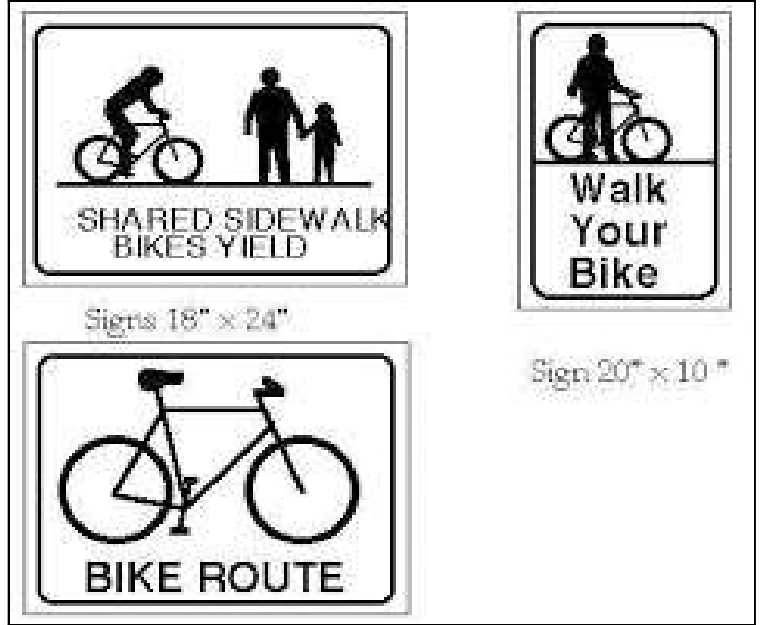 SHARED SIDEWALK
BIKES YIELD
Signs 18" x 24"
BIKE ROUTE
Walk
Your
Bike
Sign 20" x 10 "